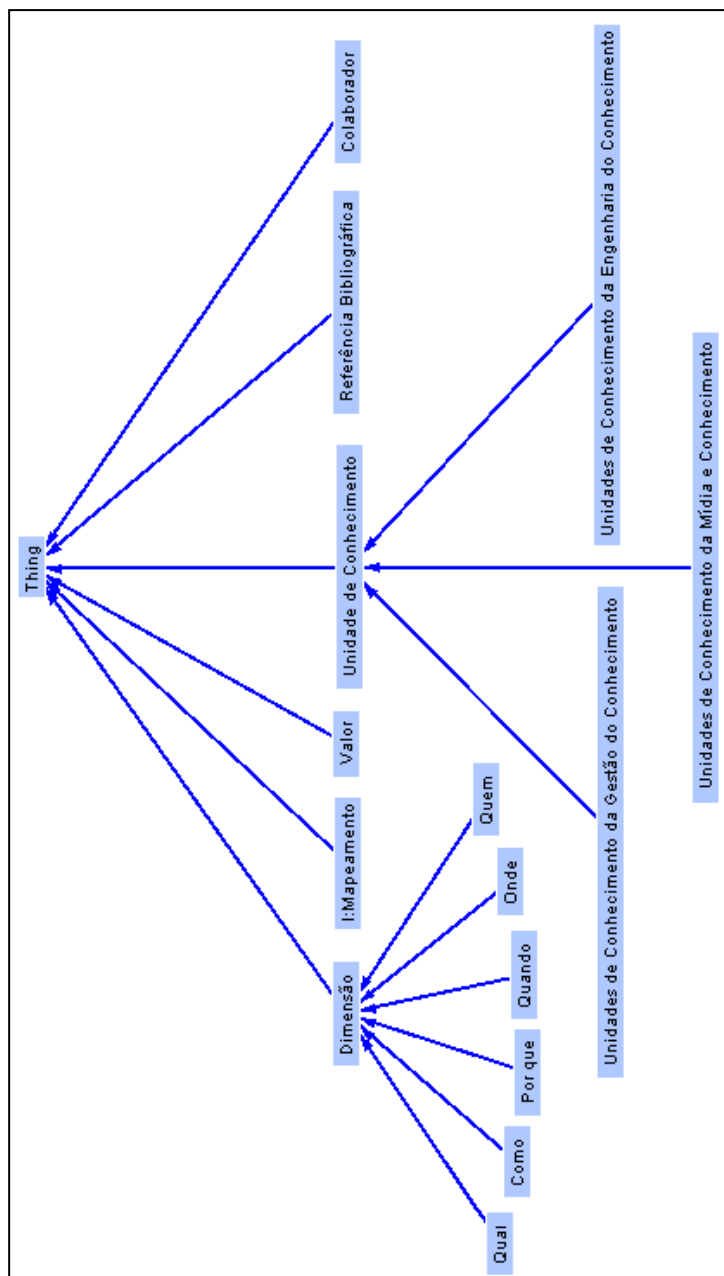 Thing
Dimensão
I:Mapeamento
Valor
Unidade de Conhecimento
Referência Bibliográfica
Colaborador
Qual
Como
Por que
Quando
Onde
Quem
Unidades de Conhecimento da Gestão do Conhecimento
Unidades de Conhecimento da Mídia e Conhecimento
Unidades de Conhecimento da Engenharia do Conhecimento